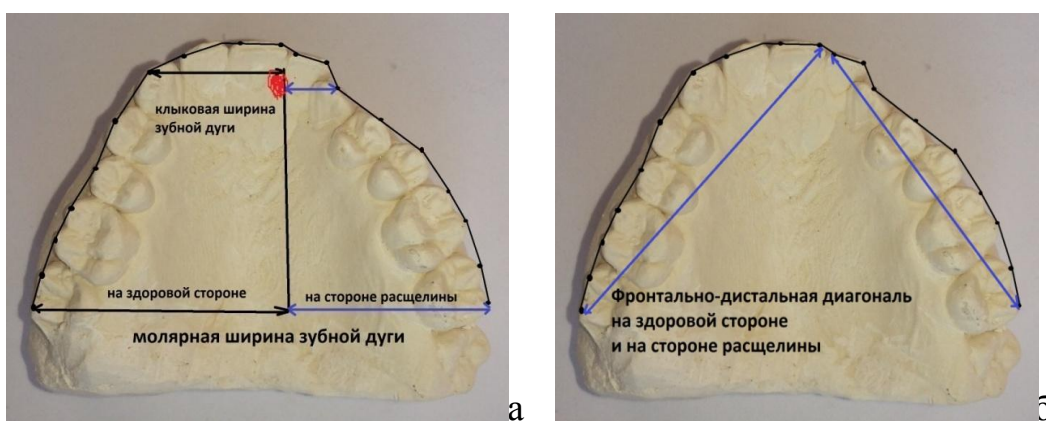 клыковая ширина
зубной дуги
на здоровой стороне
на стороне расщелины
молярная ширина зубной дуги
а
Фронтально-дистальная диагональ
на здоровой стороне
и на стороне расщелины
б